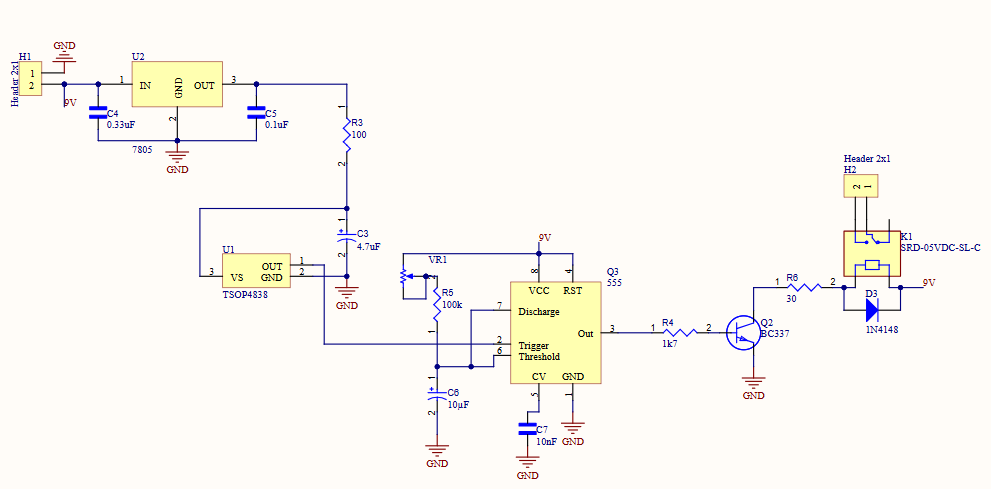 GND
H1
Header 2x1
1
2
9V
C4
0.33uF
U2
1
IN
GND
OUT
3
2
7805
GND
C5
0.1uF
1
R3
100
2
1
C3
4.7uF
2
GND
U1
3
VS
OUT
GND
1
2
TSOP4838
VR1
R5
100k
1
1
C6
10µF
2
GND
9V
8
4
Q3
555
VCC
RST
7
Discharge
Out
3
2
Trigger
6
Threshold
CV
GND
5
1
C7
10nF
GND
GND
1
R4
2
1k7
Q2
BC337
GND
1
R6
2
30
Header 2x1
H2
2
1
K1
SRD-05VDC-SL-C
9V
D3
1N4148